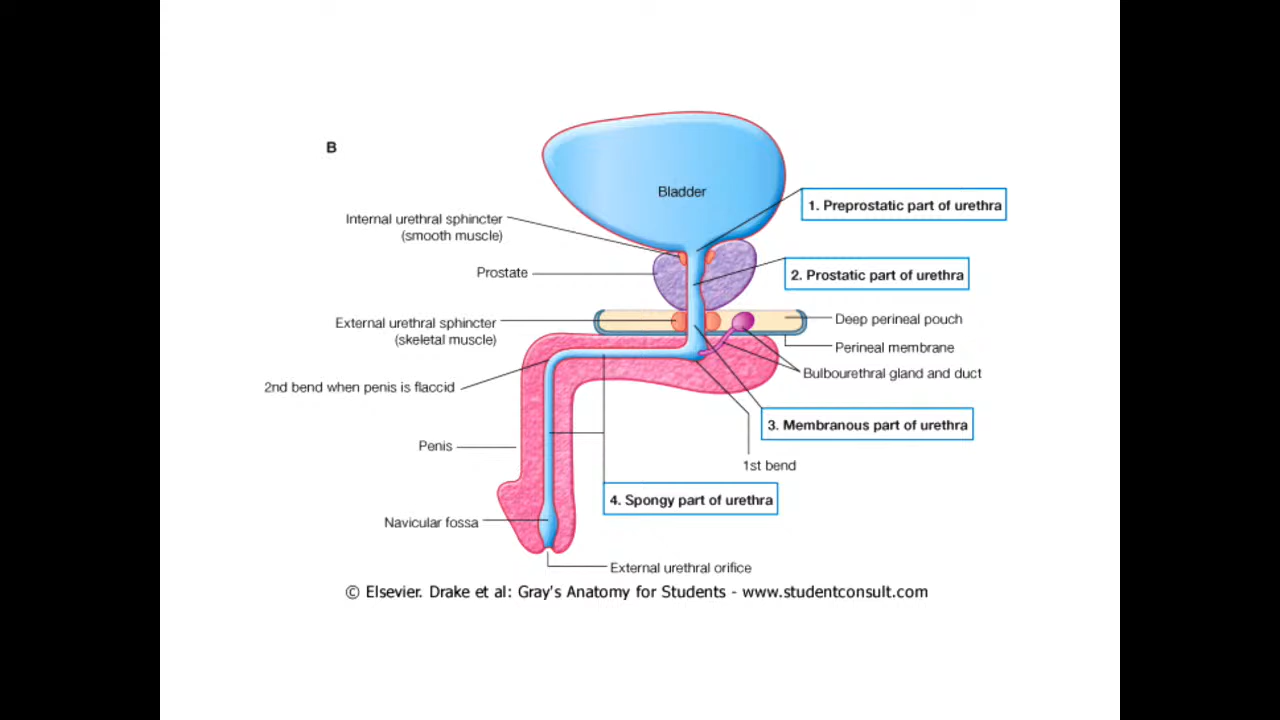 B
Bladder
1. Preprostatic part of urethra
Internal urethral sphincter
(smooth muscle)
Prostate
2. Prostatic part of urethra
External urethral sphincter
(skeletal muscle)
Deep perineal pouch
Perineal membrane
Bulbourethral gland and duct
2nd bend when penis is flaccid
3. Membranous part of urethra
Penis
1st bend
4. Spongy part of urethra
Navicular fossa
External urethral orifice
© Elsevier. Drake et al: Gray's Anatomy for Students - www.studentconsult.com